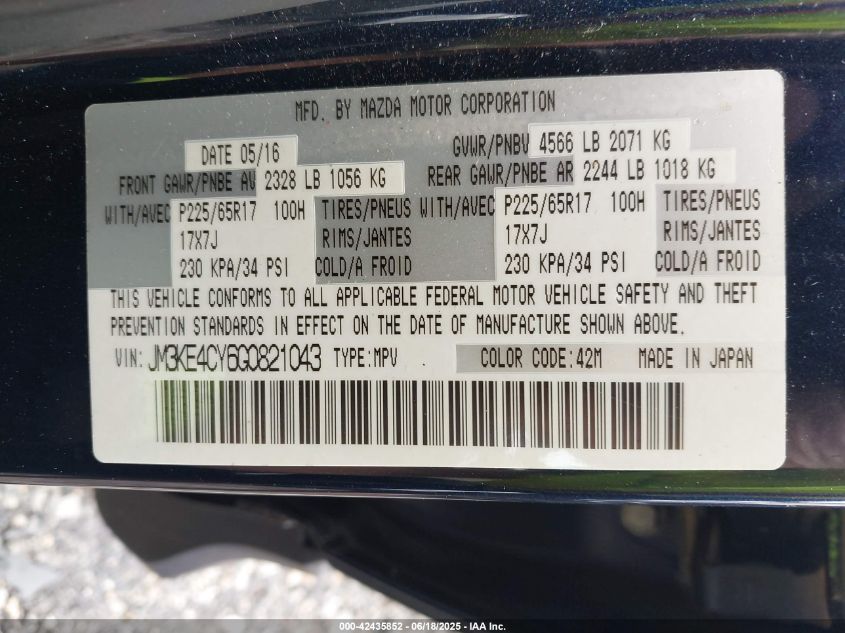 MFD. BY MAZDA MOTOR CORPORATION
DATE 05/16 GVWR/PNBV 4566 LB 2071 KG
FRONT GAWR/PNBE AV 2328 LB 1056 KG REAR GAWR/PNBE AR 2244 LB 1018 KG
WITH/AVEC P225/65R17 100H TIRES/PNEUS WITH/AVEC P225/65R17 100H TIRES/PNEUS
17X7J RIMS/JANTES 17X7J RIMS/JANTES
230 KPA/34 PSI COLD/A FROID 230 KPA/34 PSI COLD/A FROID
THIS VEHICLE CONFORMS TO ALL APPLICABLE FEDERAL MOTOR VEHICLE SAFETY AND THEFT
PREVENTION STANDARDS IN EFFECT ON THE DATE OF MANUFACTURE SHOWN ABOVE.
VIN: JM3KE4CY6G0821043 TYPE:MPV COLOR CODE:42M MADE IN JAPAN
000-42435852 - 06/18/2025 - IAA Inc.